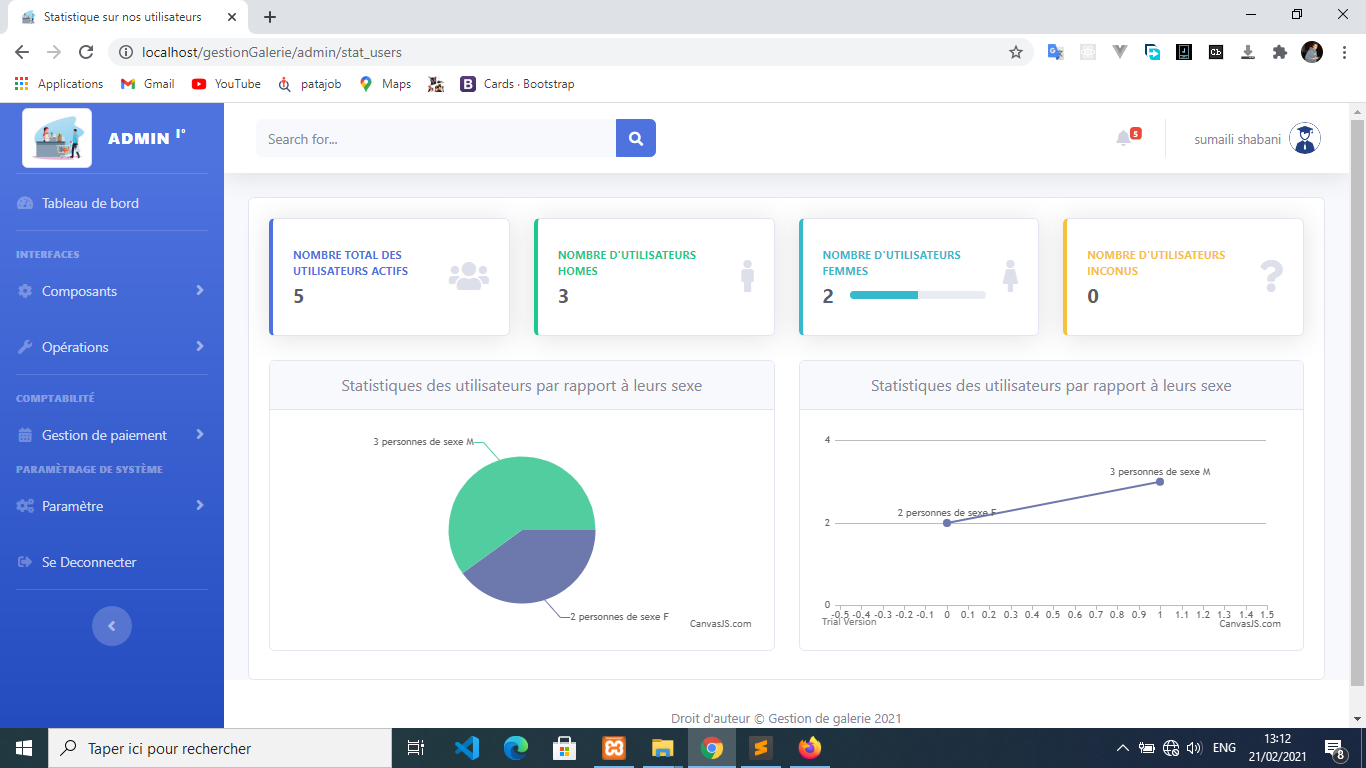 Statistique sur nos utilisateurs
localhost/gestionGalerie/admin/stat_users
Applications
Gmail
YouTube
patajob
Maps
Cards · Bootstrap
ADMIN 1°
Search for...
5
sumaili shabani
Tableau de bord
INTERFACES
Composants
Opérations
COMPTABILITÉ
Gestion de paiement
PARAMÈTRAGE DE SYSTÈME
Paramètre
Se Deconnecter
NOMBRE TOTAL DES
UTILISATEURS ACTIFS
5
NOMBRE D'UTILISATEURS
HOMES
3
NOMBRE D'UTILISATEURS
FEMMES
2
NOMBRE D'UTILISATEURS
INCONUS
0
Statistiques des utilisateurs par rapport à leurs sexe
3 personnes de sexe M
2 personnes de sexe F
CanvasJS.com
Statistiques des utilisateurs par rapport à leurs sexe
4
3 personnes de sexe M
2 personnes de sexe F
2
0
-0.5 -0.4 -0.3 -0.2 -0.1 0 0.1 0.2 0.3 0.4 0.5 0.6 0.7 0.8 0.9 1 1.1 1.2 1.3 1.4 1.5
Trial Version
CanvasJS.com
Droit d'auteur © Gestion de galerie 2021
Taper ici pour rechercher
ENG
13:12
21/02/2021
8